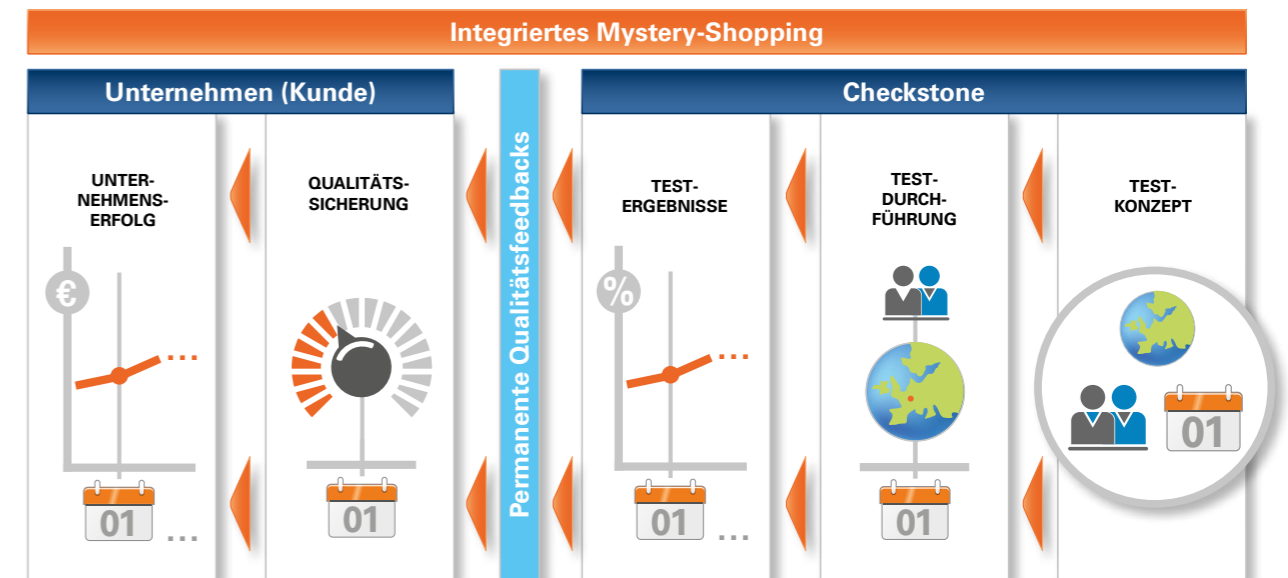 Integriertes Mystery-Shopping
Unternehmen (Kunde)
UNTER-
NEHMENS-
ERFOLG
€
...
01
...
QUALITÄTS-
SICHERUNG
01
Permanente Qualitätsfeedbacks
Checkstone
TEST-
ERGEBNISSE
%
...
01
...
TEST-
DURCH-
FÜHRUNG
01
TEST-
KONZEPT
01